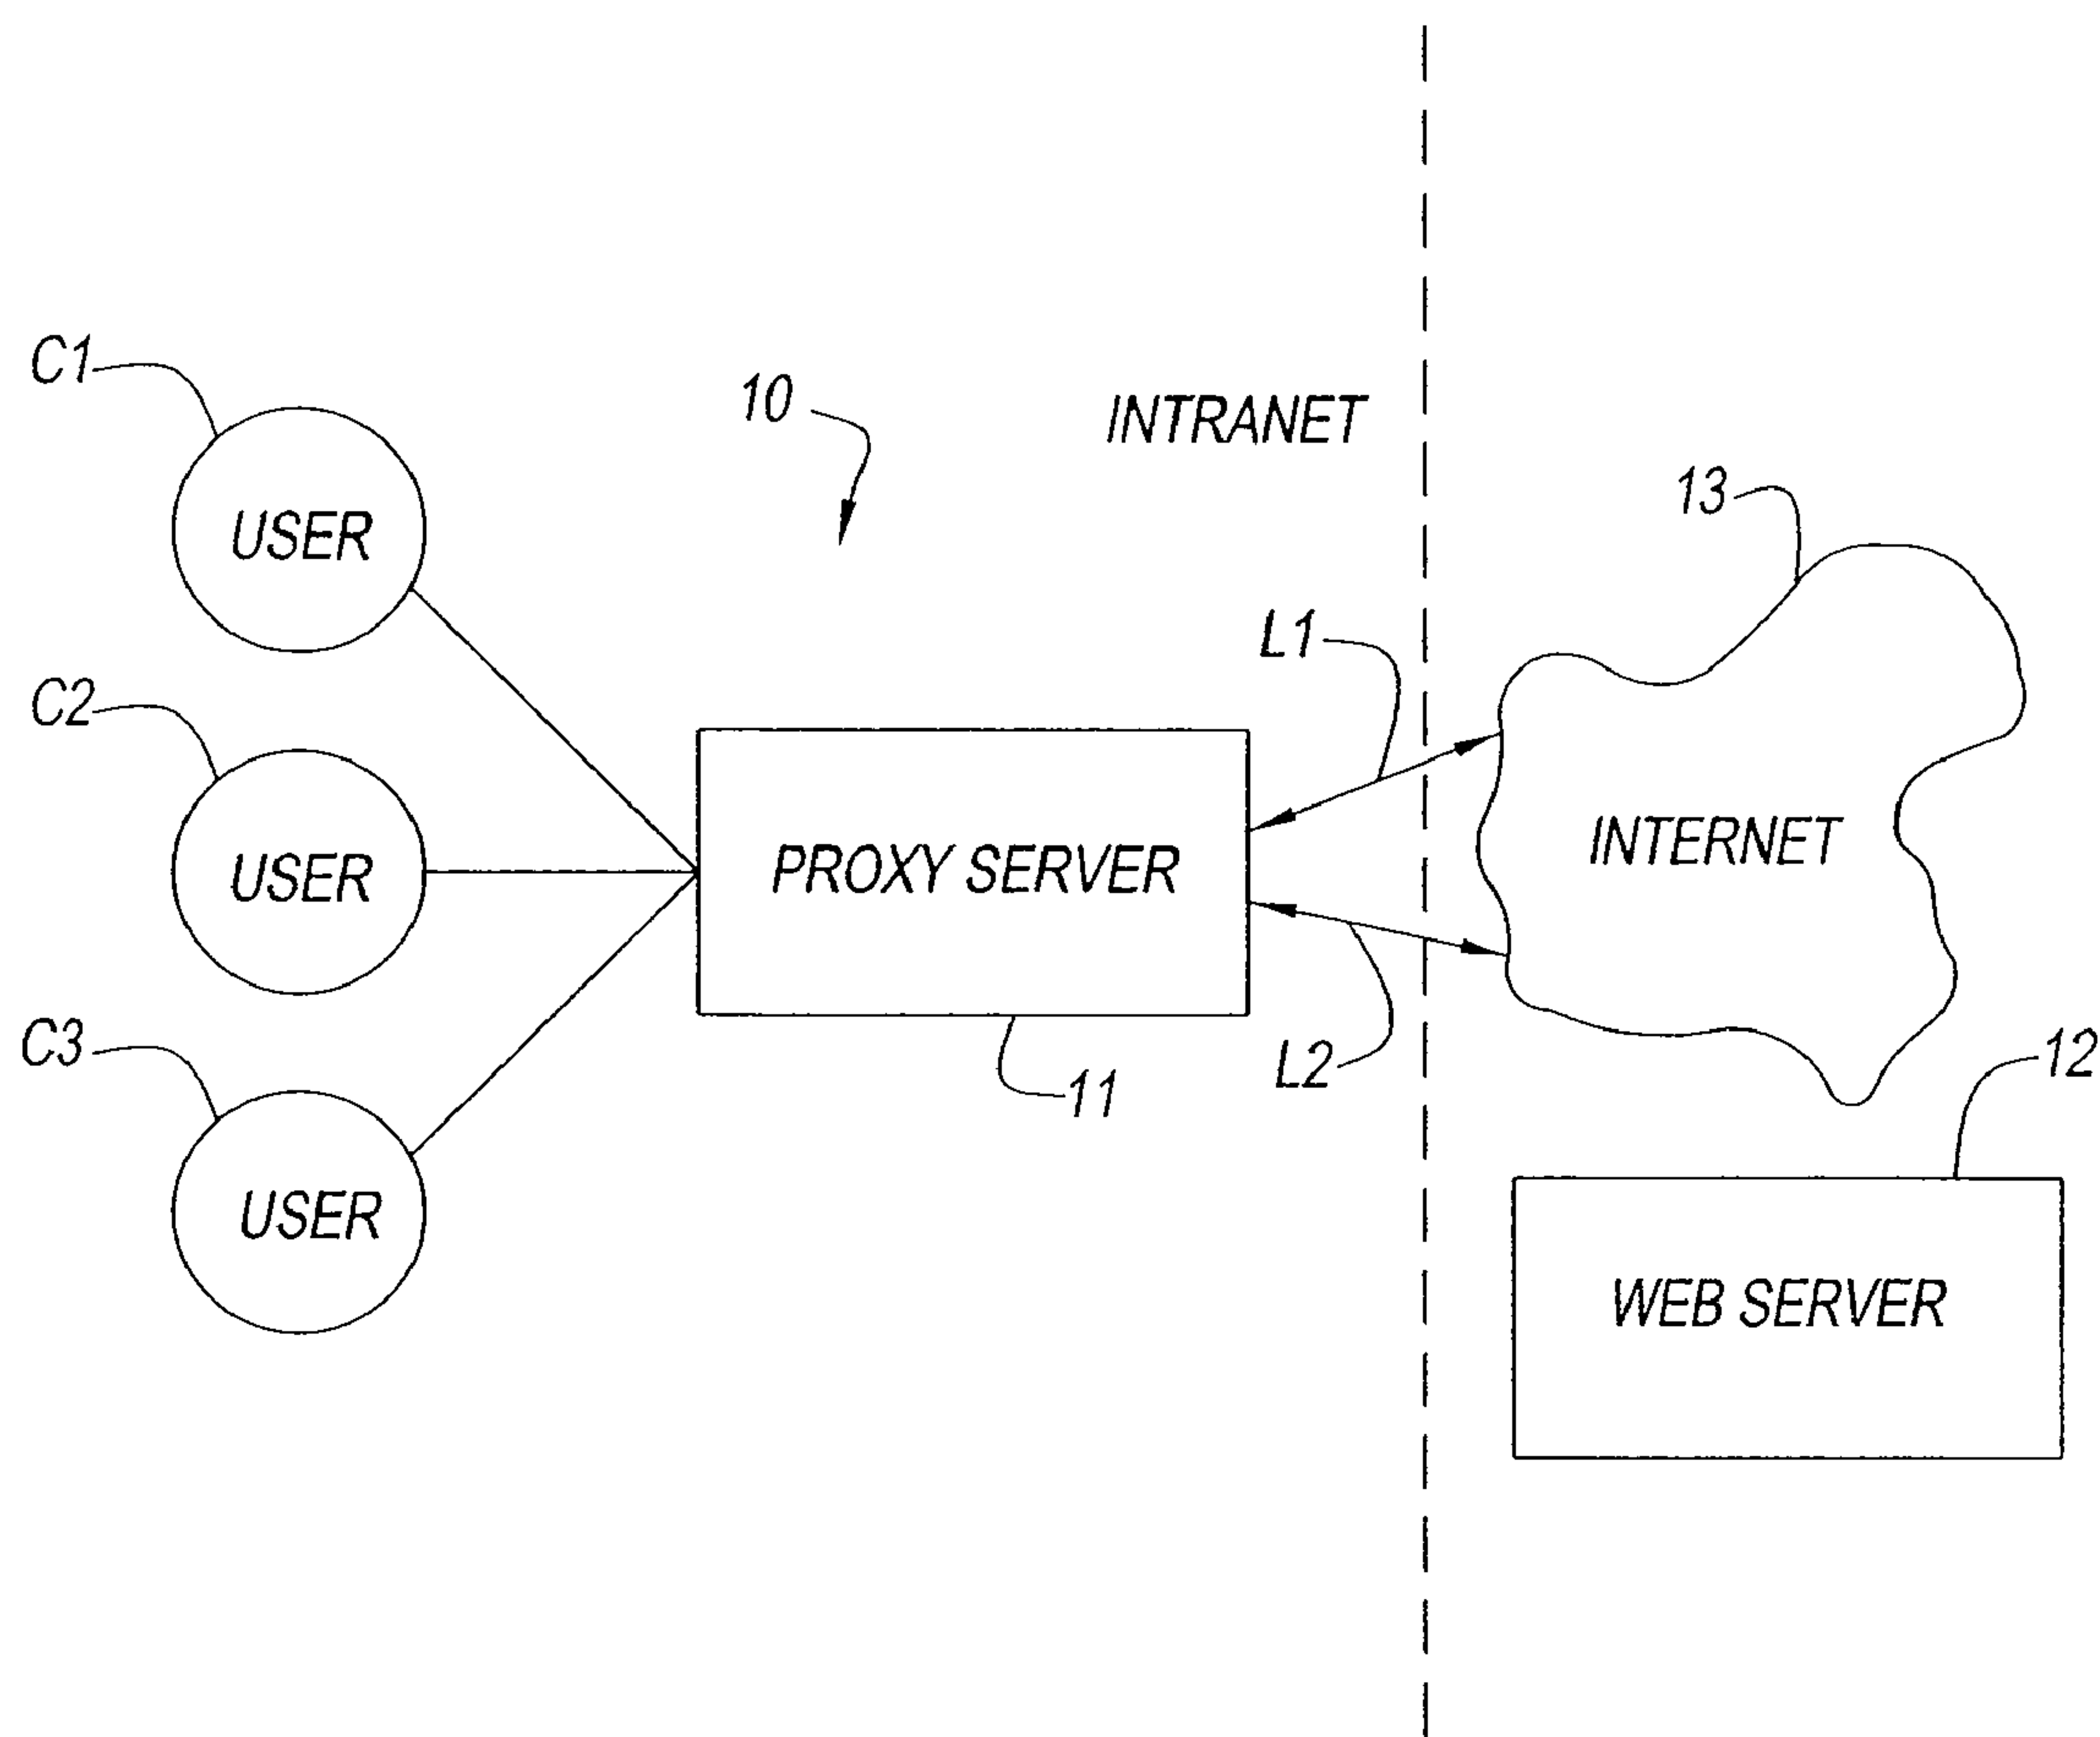 C1
USER
10
INTRANET
13
L1
C2
USER
PROXY SERVER
INTERNET
C3
USER
11
L2
12
WEB SERVER